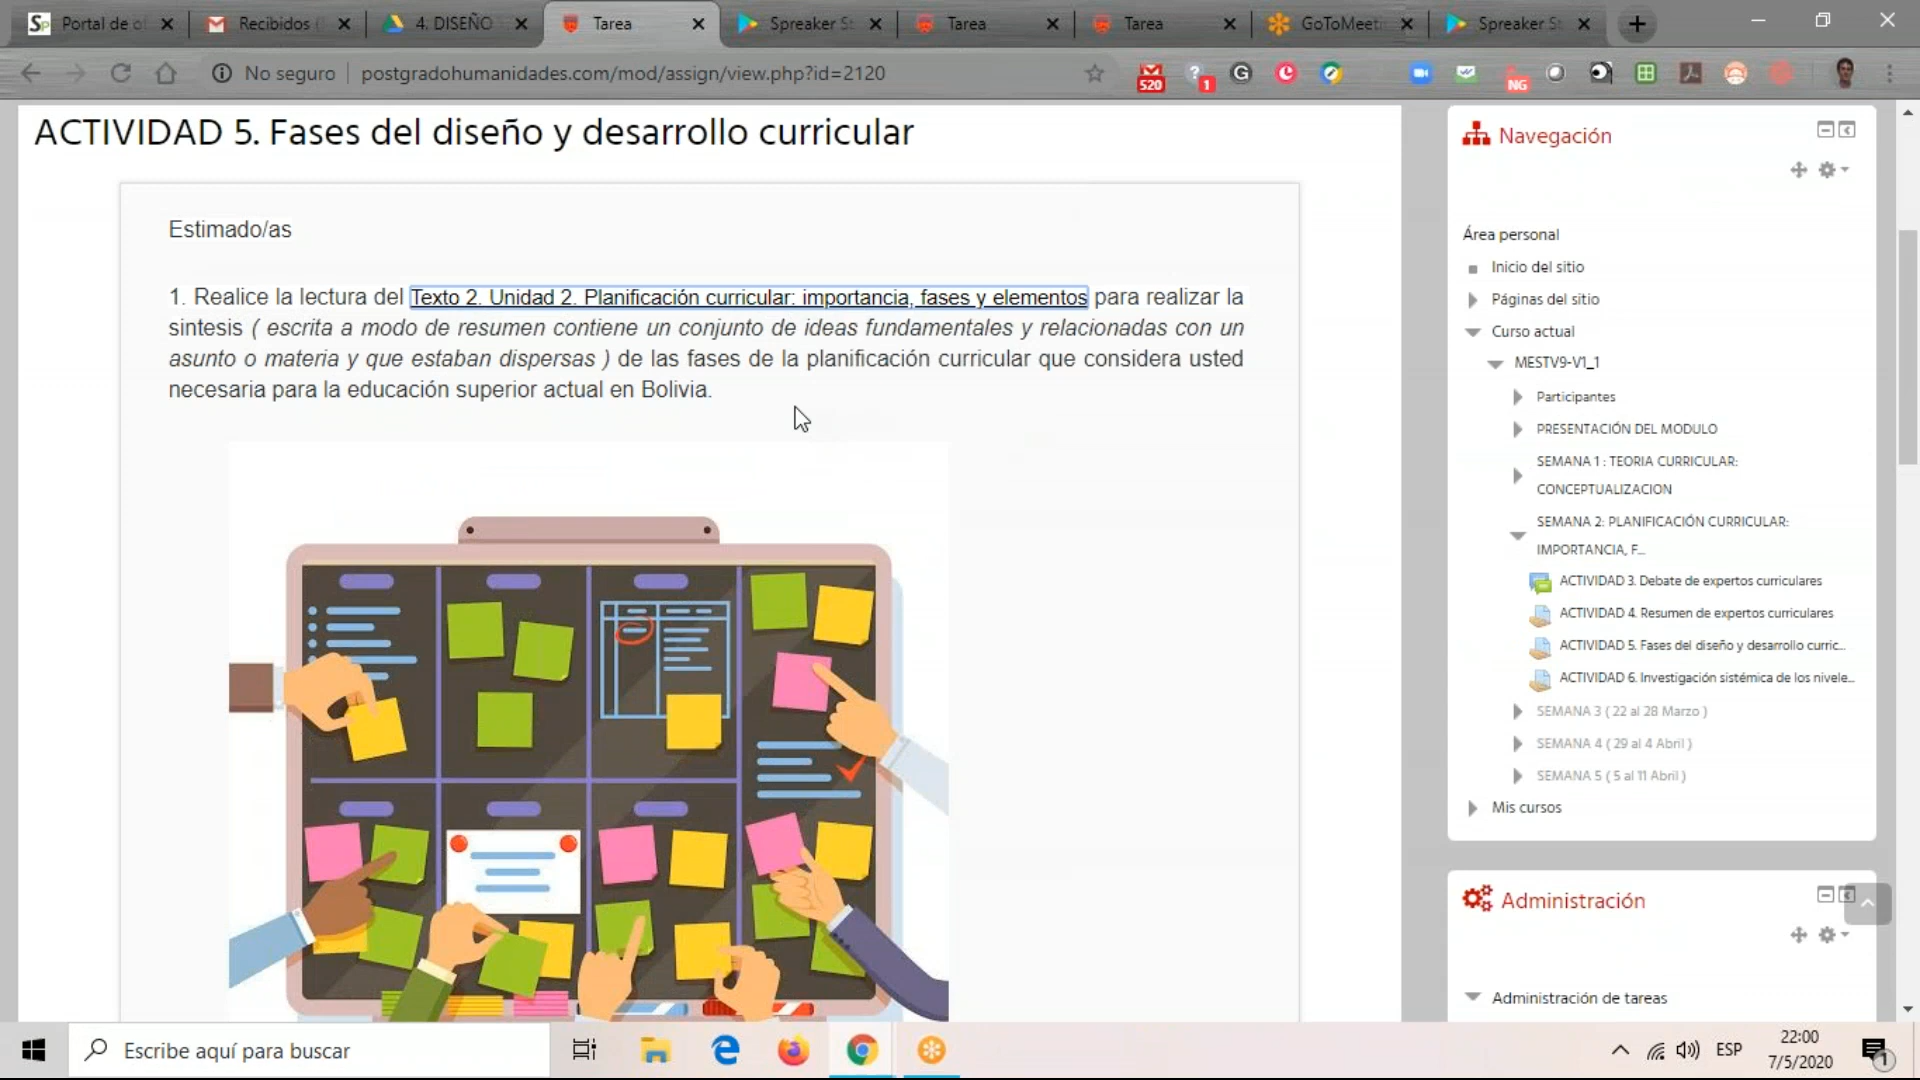 Portal de of
Recibidos (
4. DISEÑO
Tarea
Spreaker St
Tarea
Tarea
GoToMeeti
Spreaker St
No seguro
postgradohumanidades.com/mod/assign/view.php?id=2120
520
1
NG
ACTIVIDAD 5. Fases del diseño y desarrollo curricular
Estimado/as
1. Realice la lectura del Texto 2. Unidad 2. Planificación curricular: importancia, fases y elementos para realizar la
sintesis ( escrita a modo de resumen contiene un conjunto de ideas fundamentales y relacionadas con un
asunto o materia y que estaban dispersas ) de las fases de la planificación curricular que considera usted
necesaria para la educación superior actual en Bolivia.
Navegación
Área personal
Inicio del sitio
Páginas del sitio
Curso actual
MESTV9-V1_1
Participantes
PRESENTACIÓN DEL MODULO
SEMANA 1 : TEORIA CURRICULAR:
CONCEPTUALIZACION
SEMANA 2: PLANIFICACIÓN CURRICULAR:
IMPORTANCIA, F...
ACTIVIDAD 3. Debate de expertos curriculares
ACTIVIDAD 4. Resumen de expertos curriculares
ACTIVIDAD 5. Fases del diseño y desarrollo curric...
ACTIVIDAD 6. Investigación sistémica de los nivele...
SEMANA 3 ( 22 al 28 Marzo )
SEMANA 4 ( 29 al 4 Abril )
SEMANA 5 ( 5 al 11 Abril )
Mis cursos
Administración
Administración de tareas
Escribe aquí para buscar
ESP
22:00
7/5/2020
1